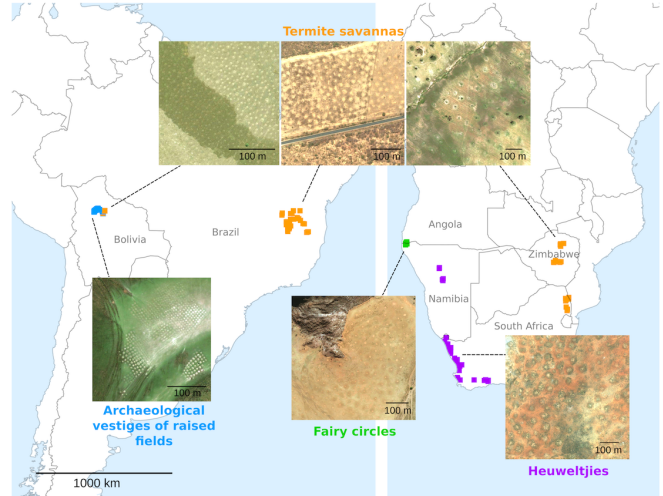 Termite savannas
100 m
100 m
100 m
Brazil
Bolivia
Angola
Zimbabwe
Namibia
South Africa
100 m
100 m
100 m
Archaeological
vestiges of raised
fields
Fairy circles
Heuweltjies
1000 km